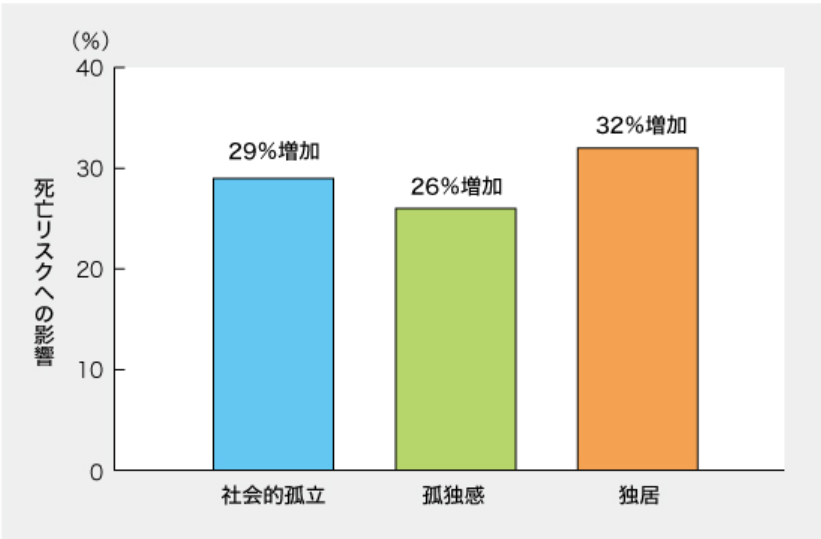 （%）
40
30
20
10
0
死亡リスクへの影響
29%増加
26%増加
32%増加
社会的孤立
孤独感
独居